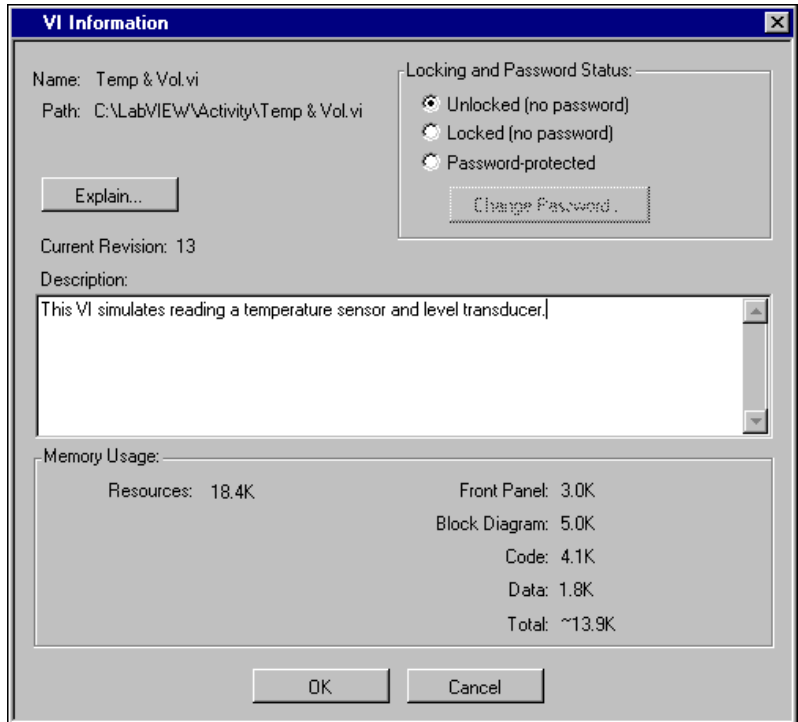 VI Information
Name: Temp & Vol.vi
Path: C:\LabVIEW\Activity\Temp & Vol.vi
Explain...
Current Revision: 13
Locking and Password Status:
Unlocked (no password)
Locked (no password)
Password-protected
Change Password..
Description:
This VI simulates reading a temperature sensor and level transducer.
Memory Usage:
Resources: 18.4K
Front Panel: 3.0K
Block Diagram: 5.0K
Code: 4.1K
Data: 1.8K
Total: ~13.9K
OK
Cancel